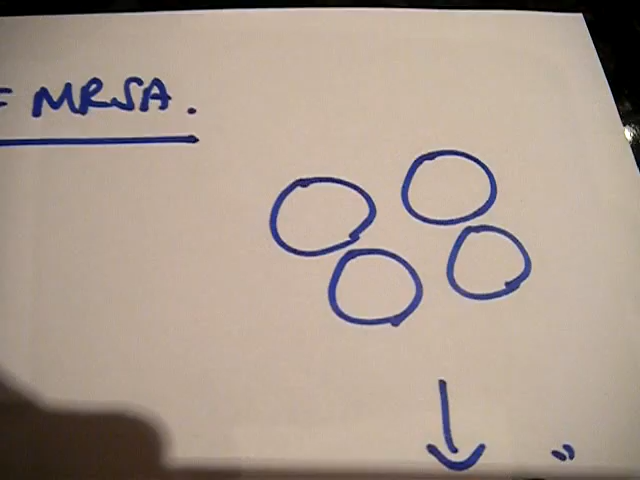 = MRSA.